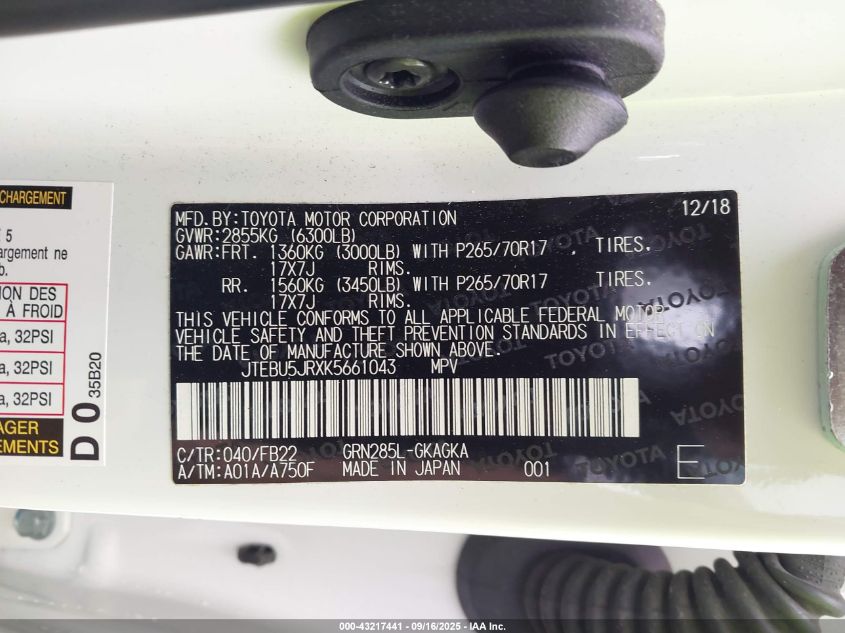 CHARGEMENT
5
argement ne
b.
ION DES
À FROID
a, 32PSI
a, 32PSI
a, 32PSI
AGER
EMENTS
D 0 35B20
MFD.BY:TOYOTA MOTOR CORPORATION 12/18
GVWR:2855KG (6300LB)
GAWR:FRT. 1360KG (3000LB) WITH P265/70R17 , TIRES.
17X7J RIMS.
RR. 1560KG (3450LB) WITH P265/70R17 TIRES.
17X7J RIMS.
THIS VEHICLE CONFORMS TO ALL APPLICABLE FEDERAL MOTOR
VEHICLE SAFETY AND THEFT PREVENTION STANDARDS IN EFFECT ON
THE DATE OF MANUFACTURE SHOWN ABOVE.
JTEBU5JRXK5661043 MPV
C/TR:040/FB22 GRN285L-GKAGKA
A/TM:A01A/A750F MADE IN JAPAN 001 E
000-43217441 - 09/16/2025 - IAA Inc.